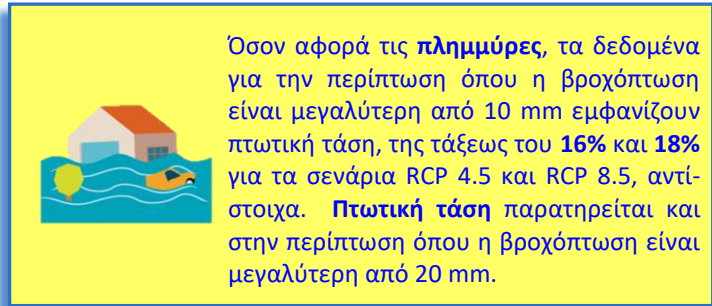 Όσον αφορά τις πλημμύρες, τα δεδομένα
για την περίπτωση όπου η βροχόπτωση
είναι μεγαλύτερη από 10 mm εμφανίζουν
πτωτική τάση, της τάξεως του 16% και 18%
για τα σενάρια RCP 4.5 και RCP 8.5, αντί-
στοιχα. Πτωτική τάση παρατηρείται και
στην περίπτωση όπου η βροχόπτωση είναι
μεγαλύτερη από 20 mm.